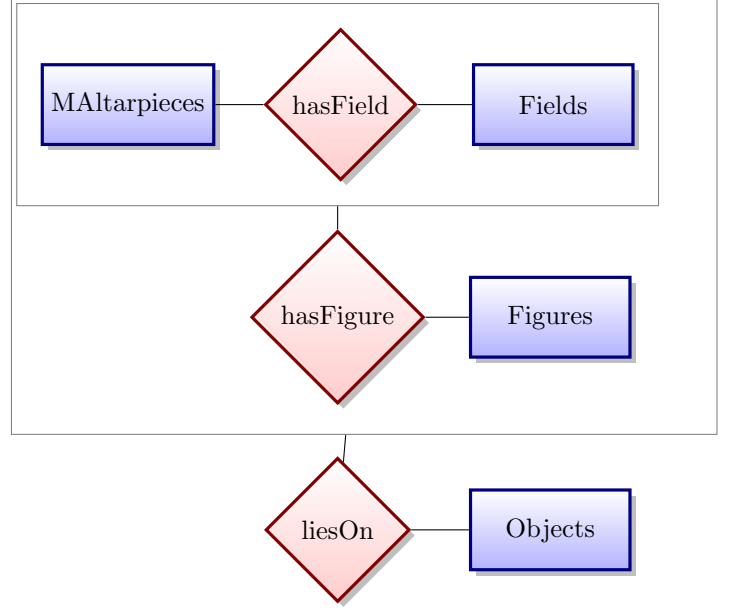 MAltarpieces
hasField
Fields
hasFigure
Figures
liesOn
Objects